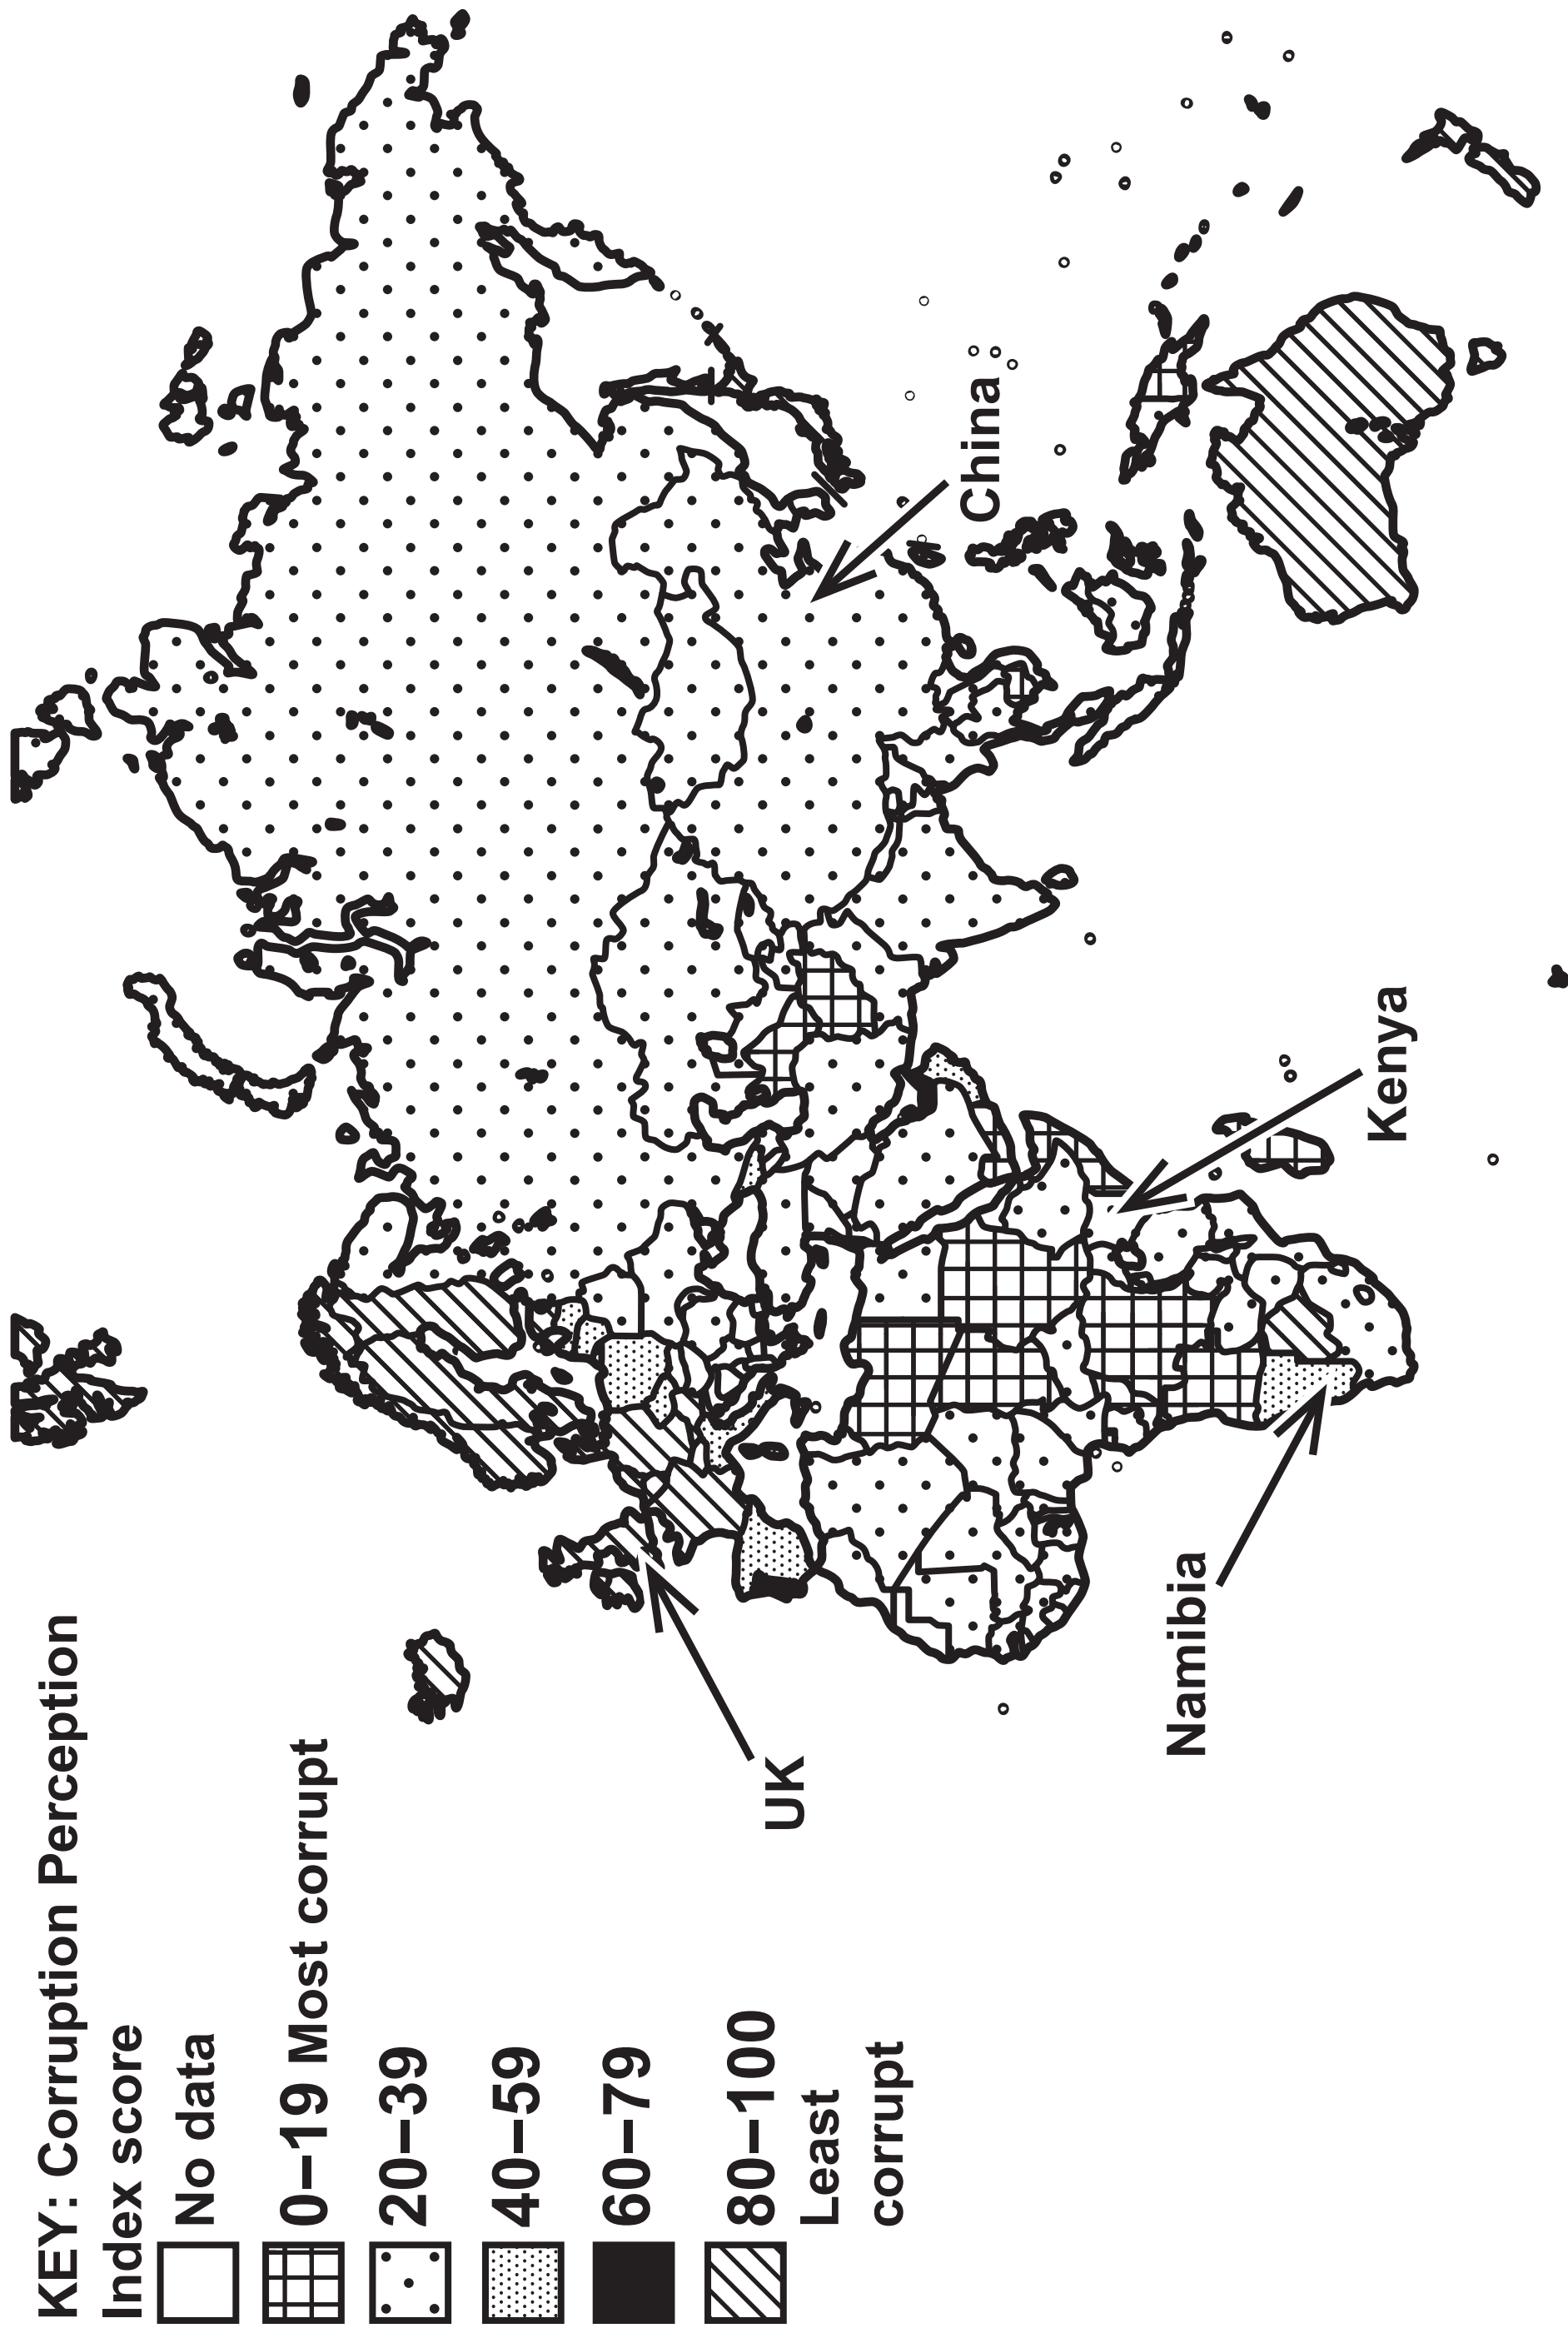 KEY: Corruption Perception
Index score
No data
0–19 Most corrupt
20–39
40–59
60–79
80–100
Least
corrupt
UK
Namibia
Kenya
China